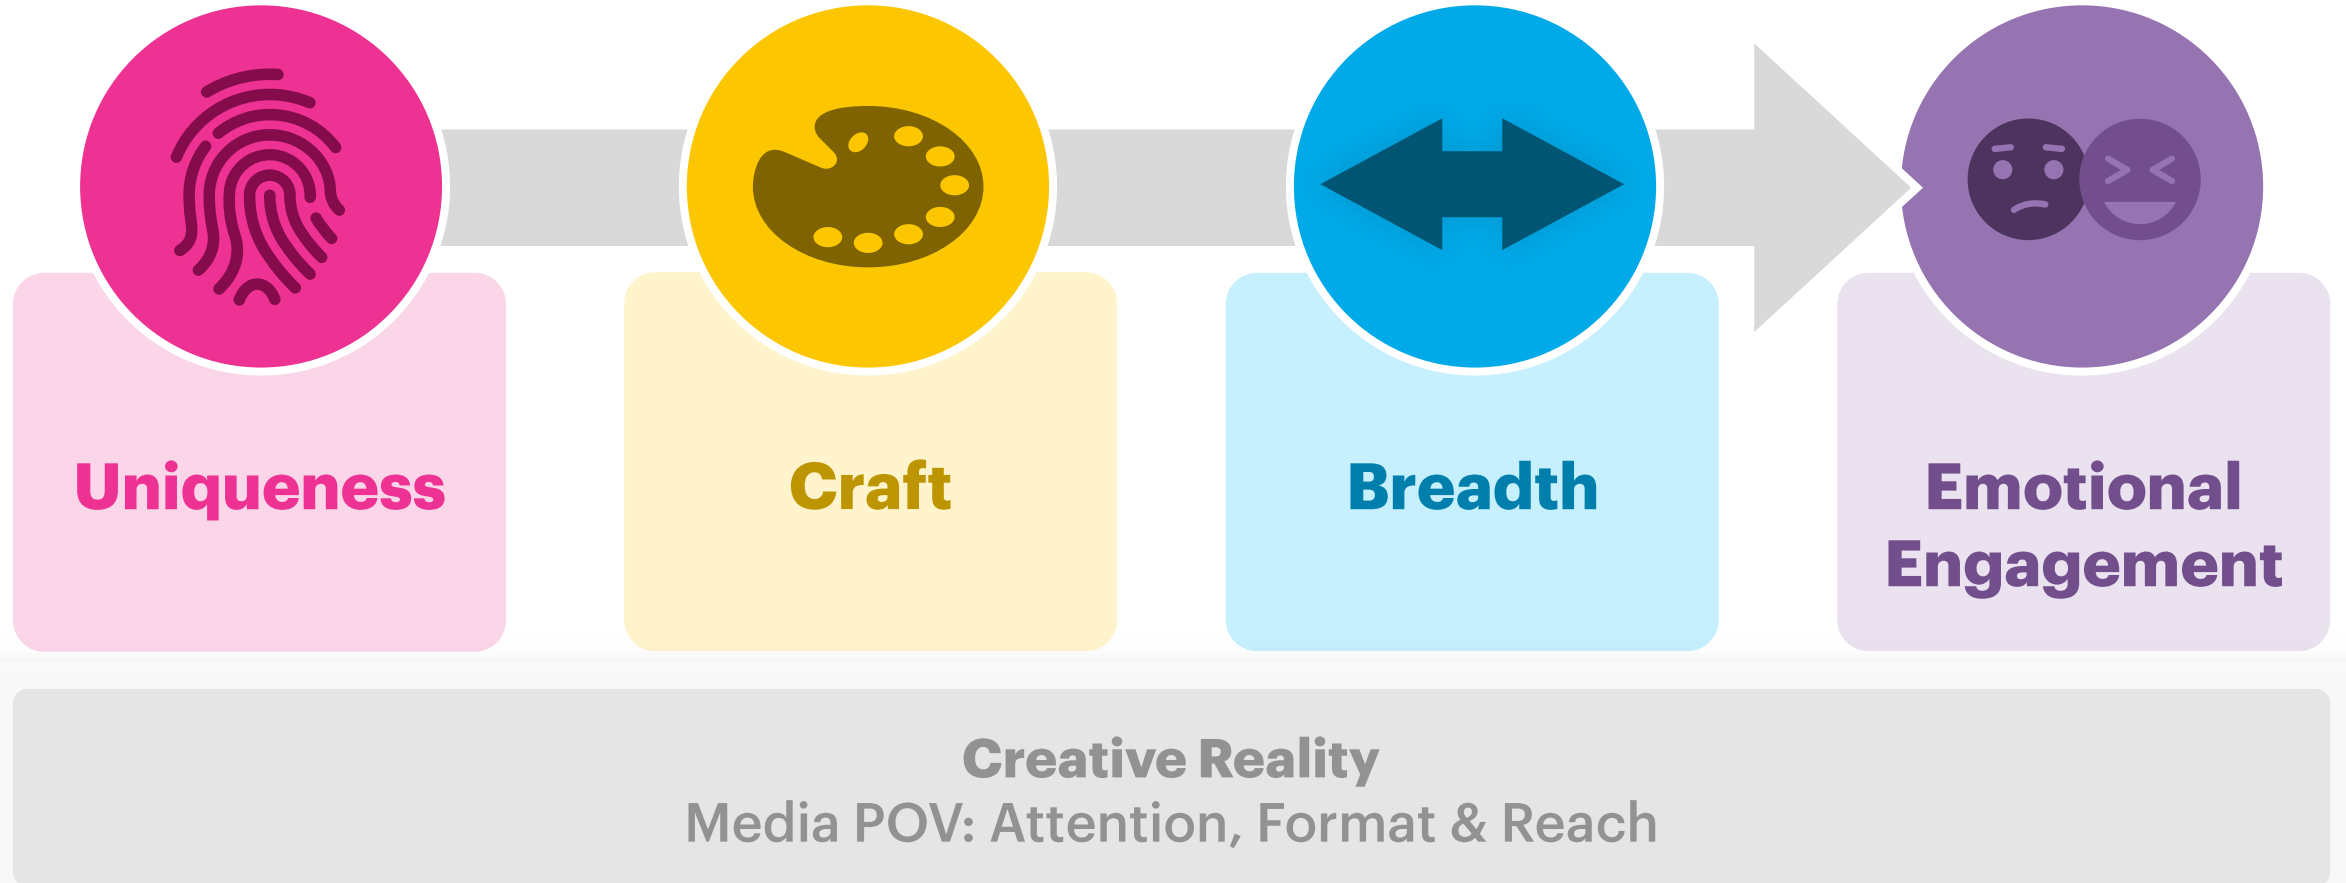 Uniqueness
Craft
Breadth
Emotional
Engagement
Creative Reality
Media POV: Attention, Format & Reach